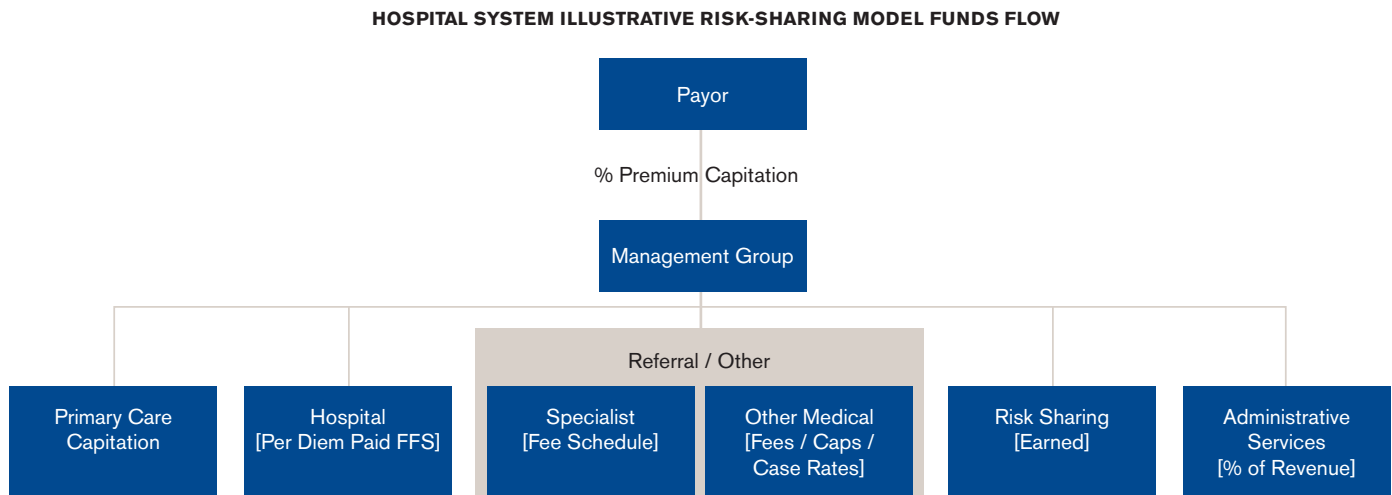 HOSPITAL SYSTEM ILLUSTRATIVE RISK-SHARING MODEL FUNDS FLOW
Payor
% Premium Capitation
Management Group
Referral / Other
Primary Care
Capitation
Hospital
[Per Diem Paid FFS]
Specialist
[Fee Schedule]
Other Medical
[Fees / Caps /
Case Rates]
Risk Sharing
[Earned]
Administrative
Services
[% of Revenue]